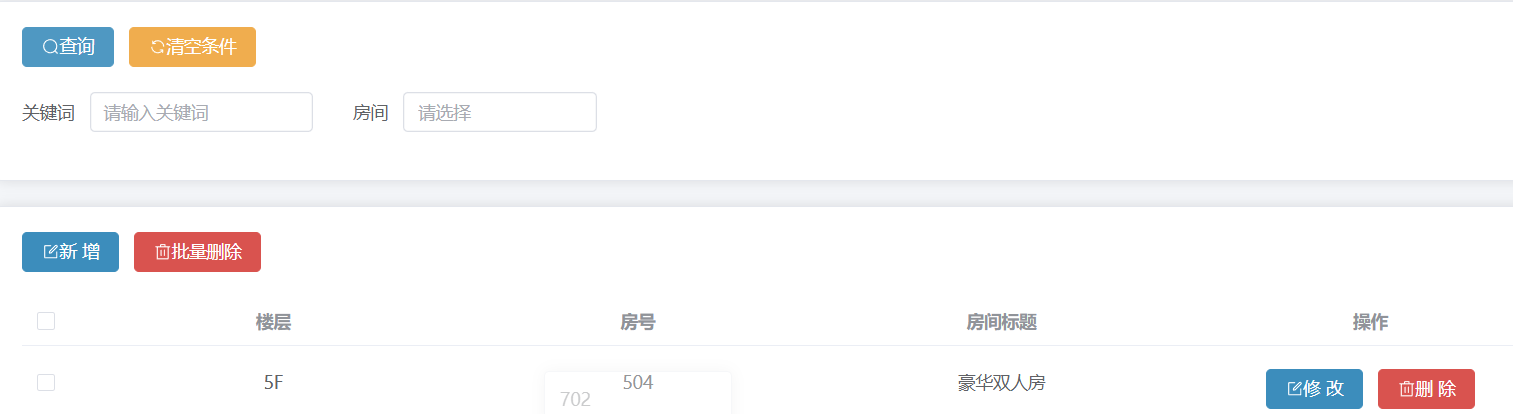 查询 清空条件
关键词 请输入关键词 房间 请选择
新 增 批量删除
楼层 房号 房间标题 操作
5F 504 豪华双人房 修 改 删 除
702